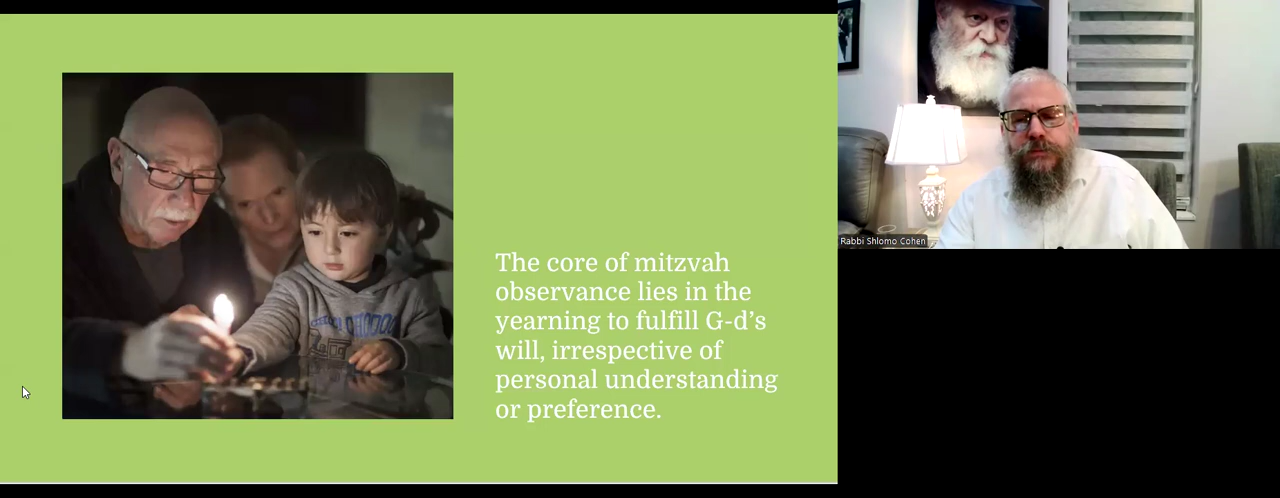 The core of mitzvah
observance lies in the
yearning to fulfill G-d’s
will, irrespective of
personal understanding
or preference.
Rabbi Shlomo Cohen